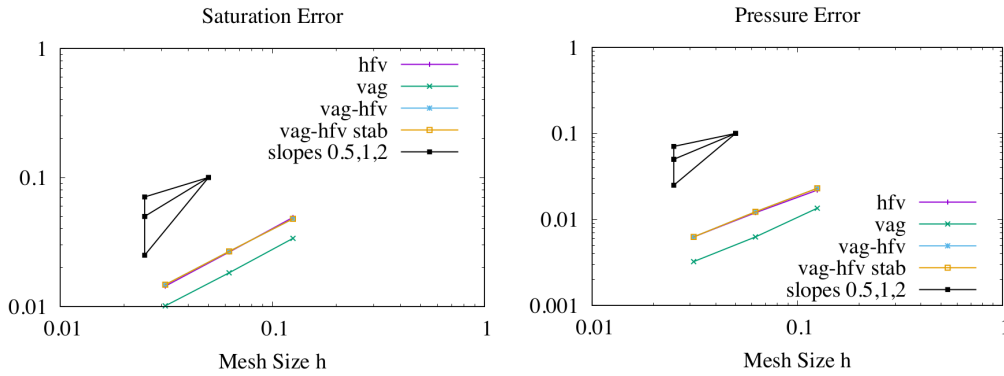 Saturation Error
1
0.1
0.01
0.01
0.1
1
hfv
vag
vag-hfv
vag-hfv stab
slopes 0.5,1,2
Mesh Size h
Pressure Error
1
0.1
0.01
0.001
0.01
0.1
1
hfv
vag
vag-hfv
vag-hfv stab
slopes 0.5,1,2
Mesh Size h